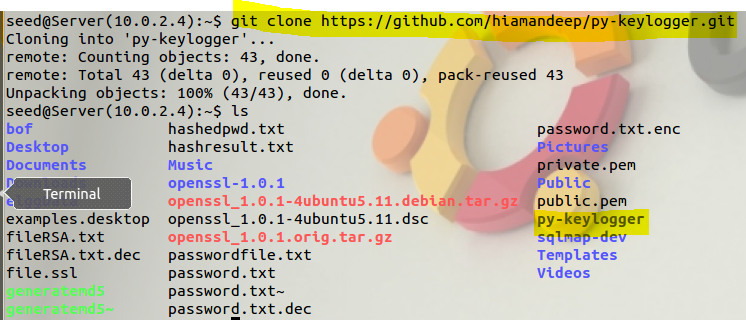 seed@Server(10.0.2.4):~$ git clone https://github.com/hiamandeep/py-keylogger.git
Cloning into 'py-keylogger'...
remote: Counting objects: 43, done.
remote: Total 43 (delta 0), reused 0 (delta 0), pack-reused 43
Unpacking objects: 100% (43/43), done.
seed@Server(10.0.2.4):~$ ls
bof hashedpwd.txt password.txt.enc
Desktop hashresult.txt Pictures
Documents Music private.pem
openssl-1.0.1 Public
Terminal
openssl_1.0.1-4ubuntu5.11.debian.tar.gz public.pem
examples.desktop openssl_1.0.1-4ubuntu5.11.dsc py-keylogger
fileRSA.txt openssl_1.0.1.orig.tar.gz sqlmap-dev
fileRSA.txt.dec passwordfile.txt Templates
file.ssl password.txt Videos
generatemd5 password.txt~
generatemd5~ password.txt.dec